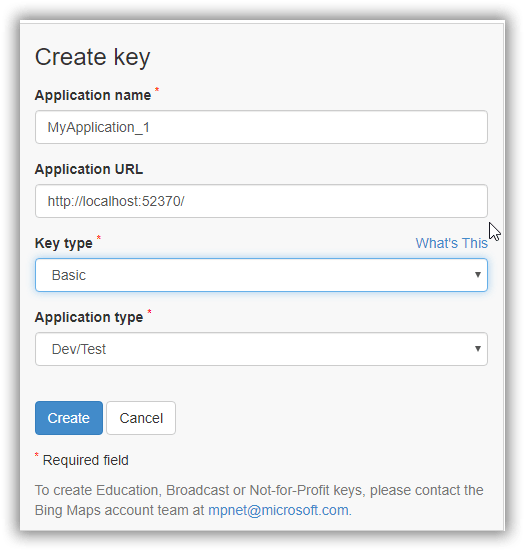 Create key
Application name *
MyApplication_1
Application URL
http://localhost:52370/
Key type * What's This
Basic
Application type *
Dev/Test
Create Cancel
* Required field
To create Education, Broadcast or Not-for-Profit keys, please contact the
Bing Maps account team at mpnet@microsoft.com.